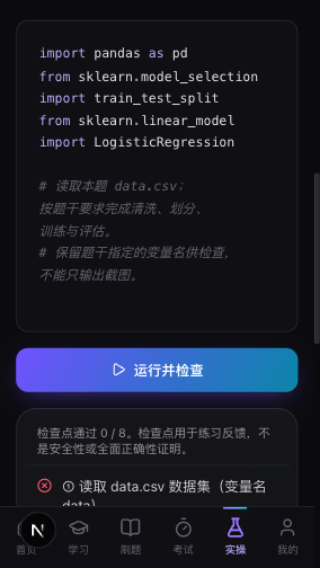 import pandas as pd
from sklearn.model_selection
import train_test_split
from sklearn.linear_model
import LogisticRegression
# 读取本题 data.csv；
按题干要求完成清洗、划分、
训练与评估。
# 保留题干指定的变量名供检查，
不能只输出截图。
运行并检查
检查点通过 0 / 8。检查点用于练习反馈，不
是安全性或全面正确性证明。
① 读取 data.csv 数据集（变量名
data）
N
首页 学习 刷题 考试 实操 我的